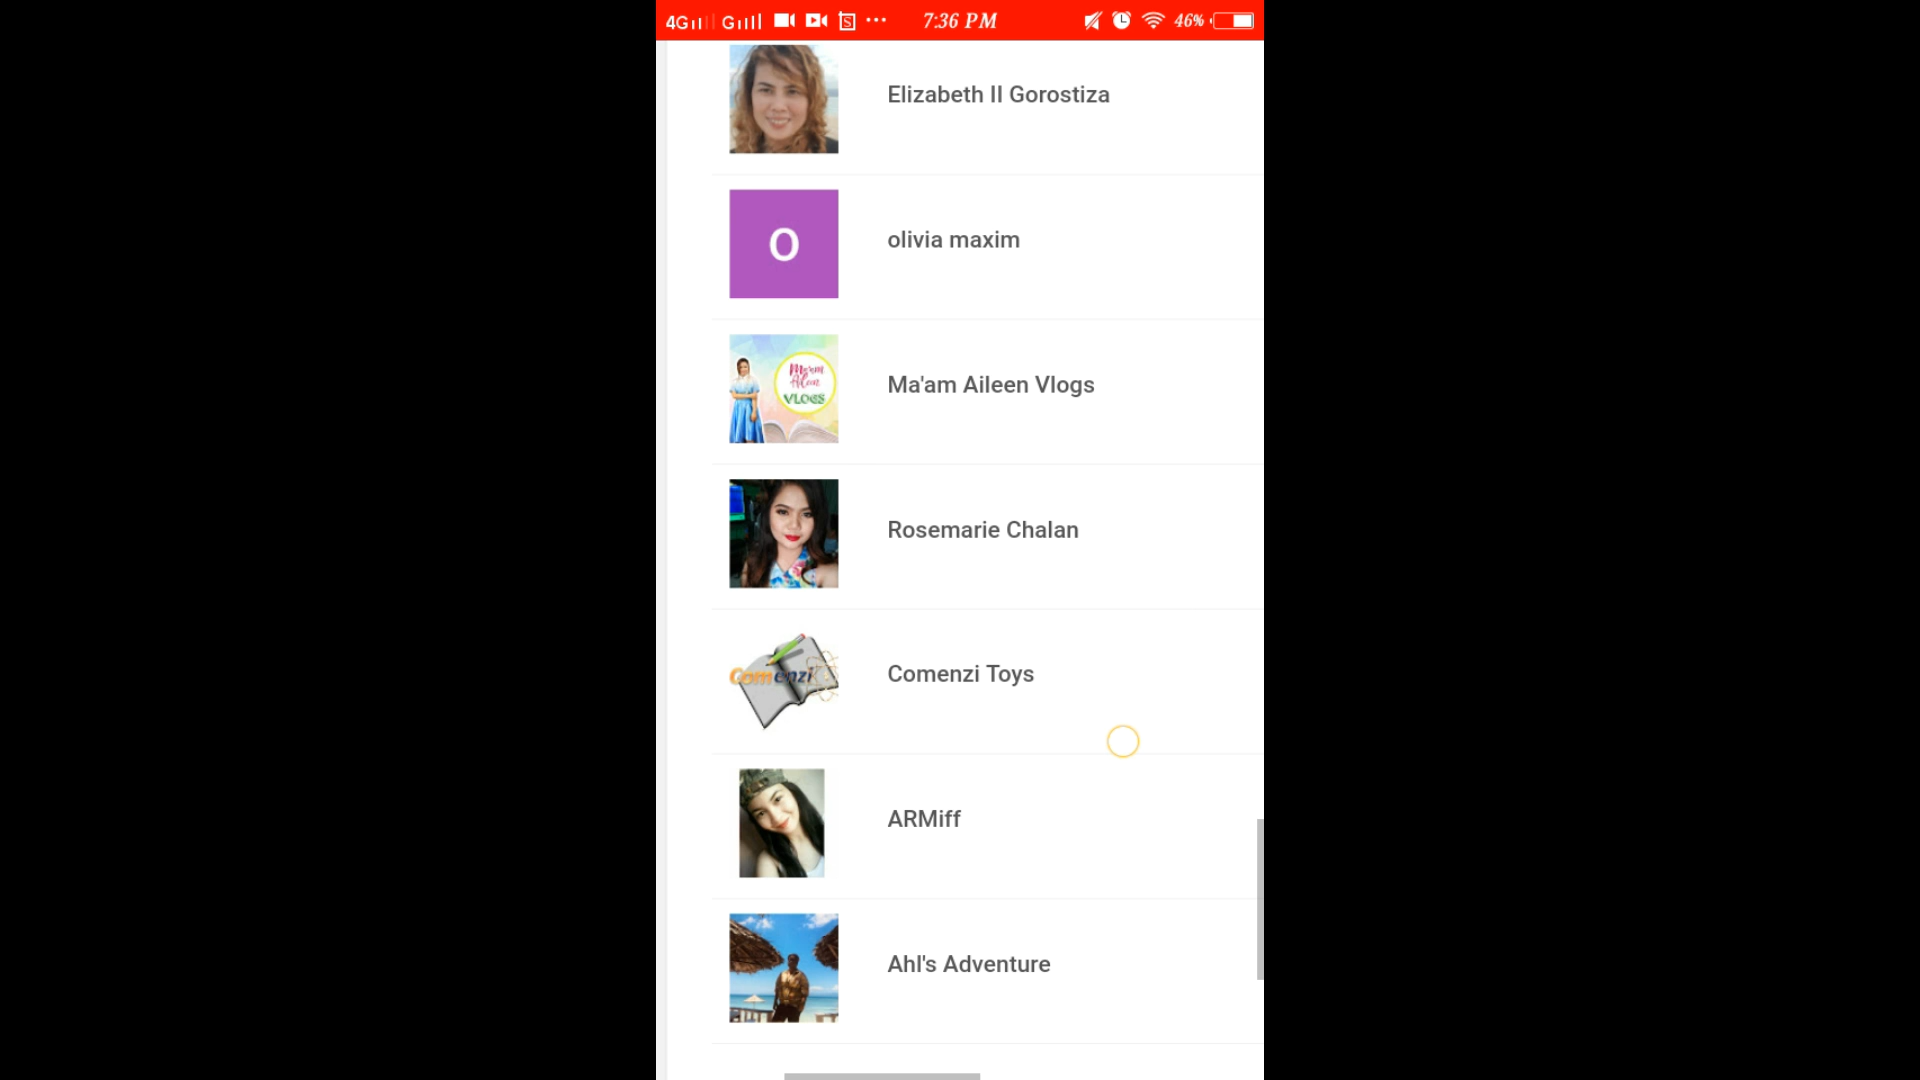 4G G S ... 7:36 PM 46%
Elizabeth II Gorostiza
O
olivia maxim
Ma'am
Aileen
VLOGS
Ma'am Aileen Vlogs
Rosemarie Chalan
Comenzi
Comenzi Toys
ARMiff
Ahl's Adventure